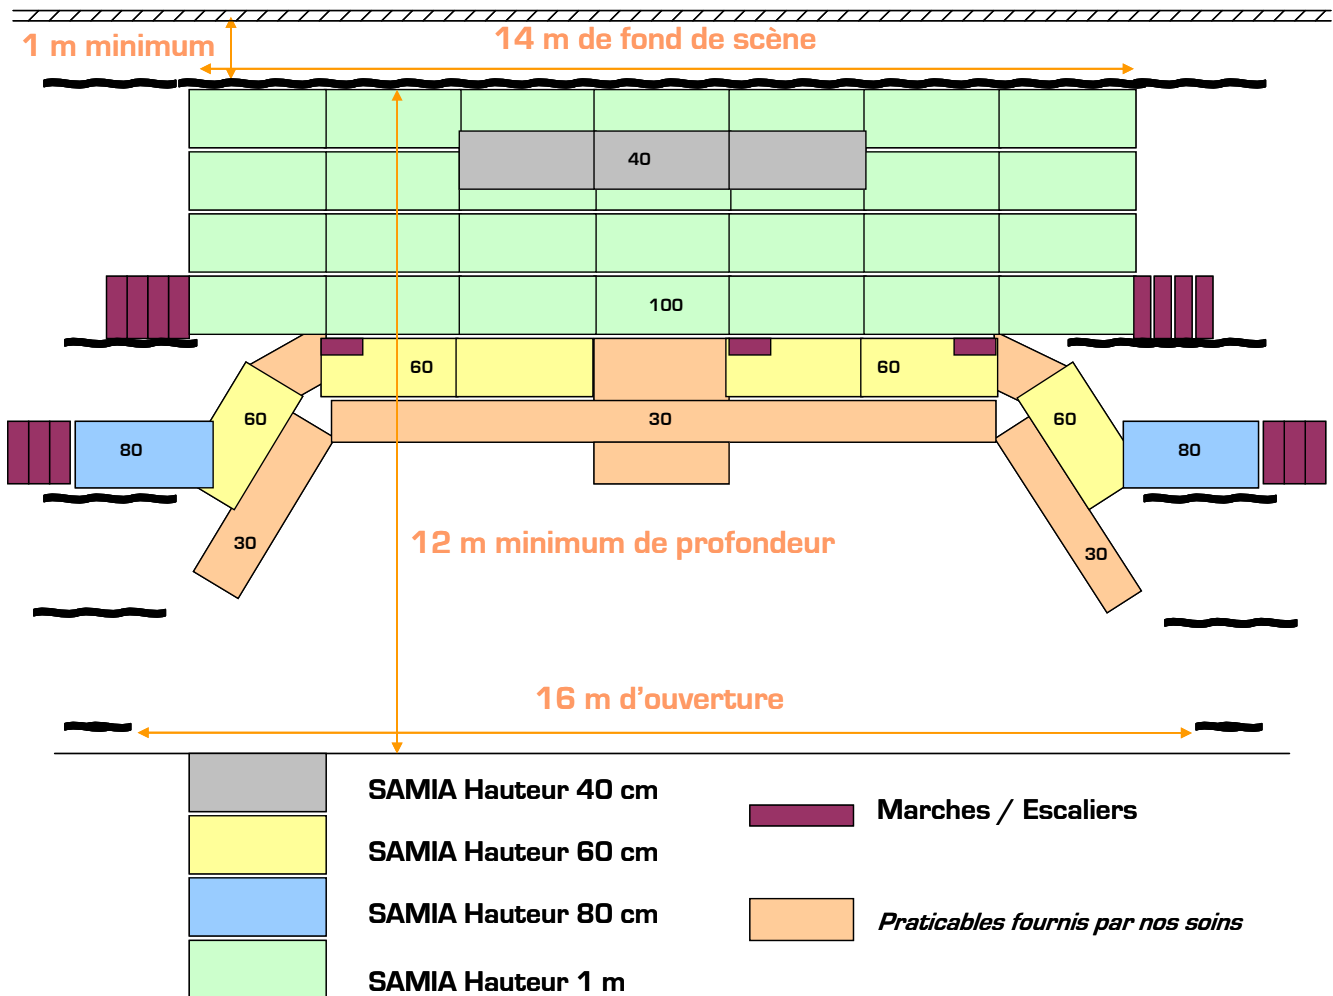 1 m minimum
14 m de fond de scène
40
100
60
60
60
30
60
80
80
30
30
12 m minimum de profondeur
16 m d'ouverture
SAMIA Hauteur 40 cm
Marches / Escaliers
SAMIA Hauteur 60 cm
SAMIA Hauteur 80 cm
Praticables fournis par nos soins
SAMIA Hauteur 1 m